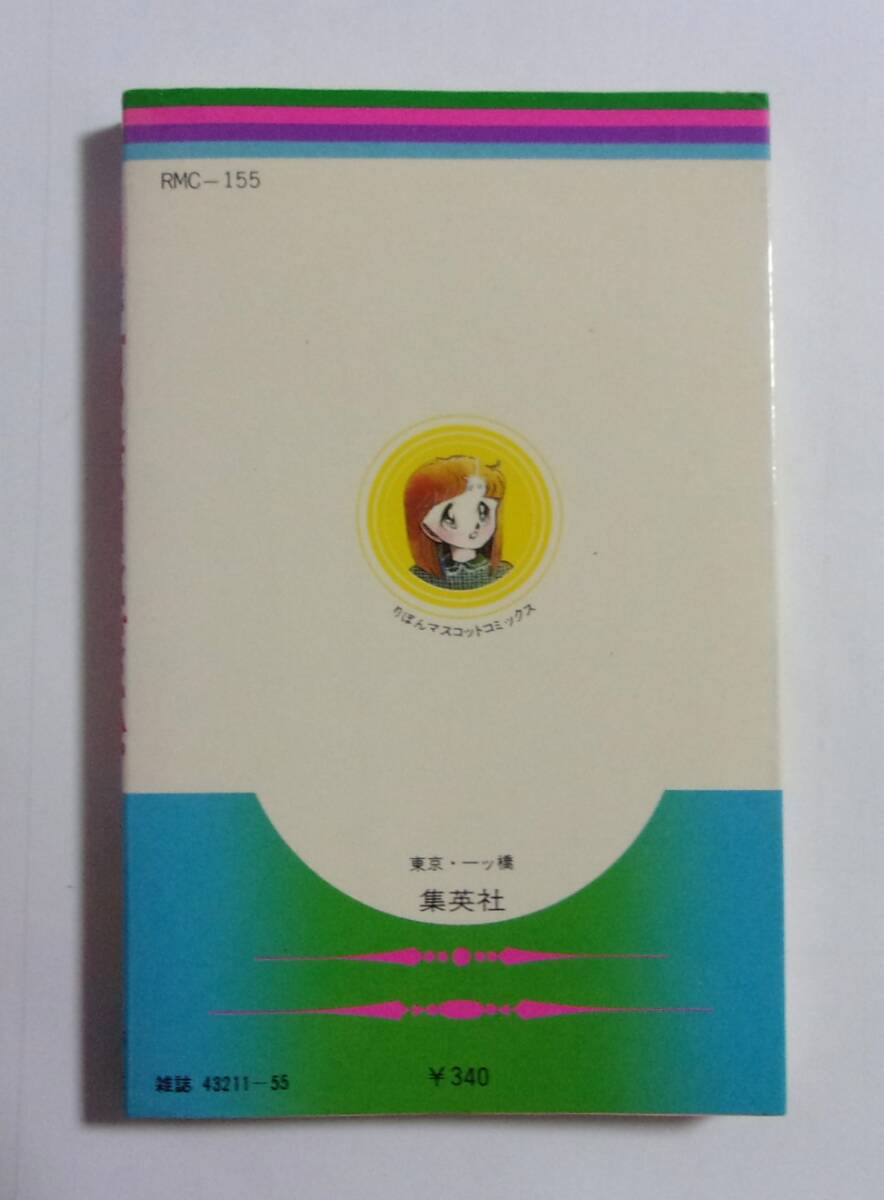 RMC-155
りぼんマスコットコミックス
東京・一ッ橋
集英社
雑誌 43211-55
￥340